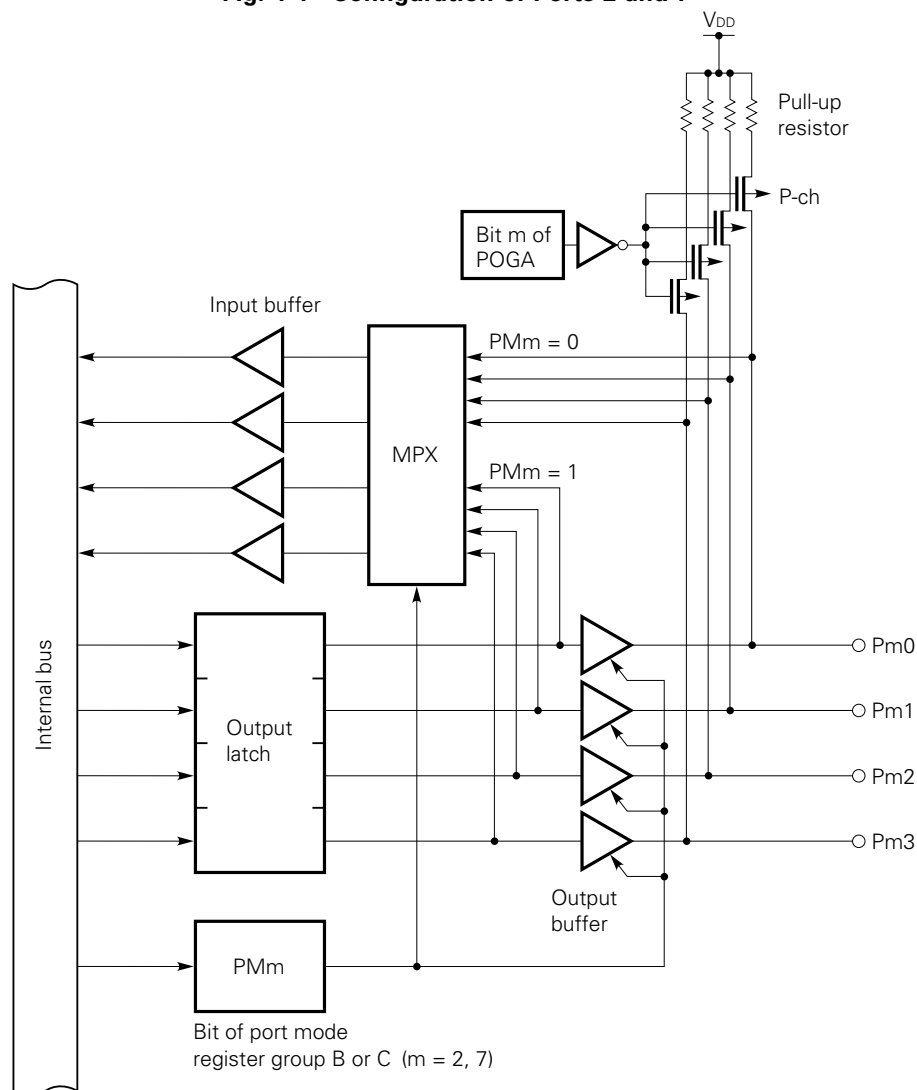 VDD
Pull-up
resistor
P-ch
Bit m of
POGA
Input buffer
PMm = 0
MPX
PMm = 1
Internal bus
Output
latch
Pm0
Pm1
Pm2
Pm3
Output
buffer
PMm
Bit of port mode
register group B or C (m = 2, 7)